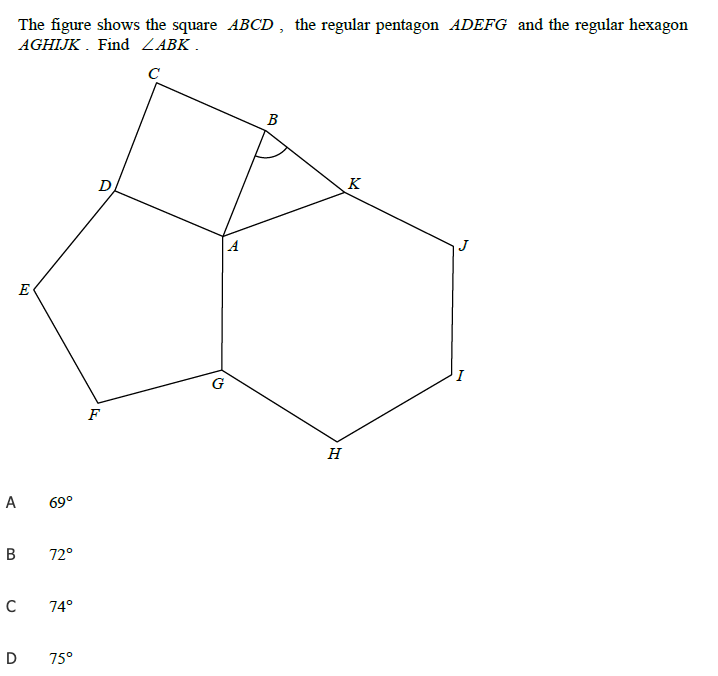 The figure shows the square ABCD , the regular pentagon ADEFG and the regular hexagon
AGHIJK . Find ∠ABK .
C
B
D
K
A
J
E
G
I
F
H
A 69°
B 72°
C 74°
D 75°